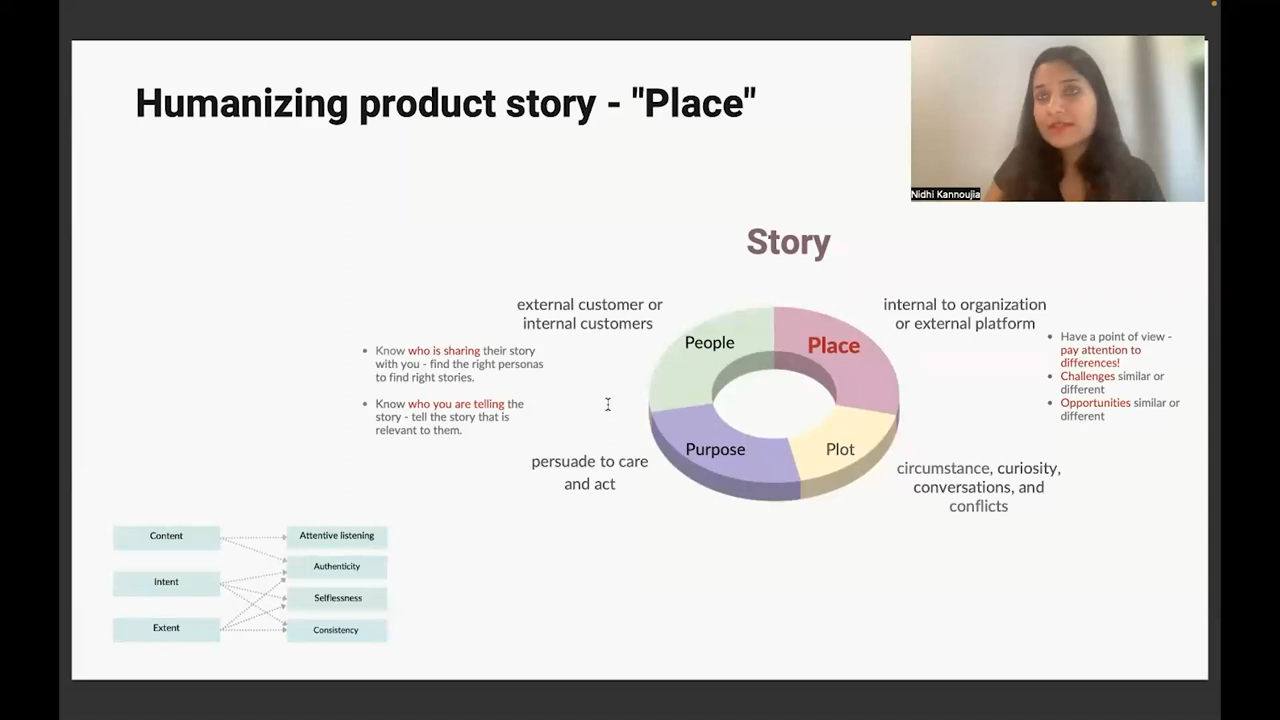 Humanizing product story - "Place"
Nidhi Kannoujia
Story
external customer or
internal customers
internal to organization
or external platform
• Know who is sharing their story
with you - find the right personas
to find right stories.
• Know who you are telling the
story - tell the story that is
relevant to them.
People
Place
Purpose
Plot
• Have a point of view -
pay attention to
differences!
• Challenges similar or
different
• Opportunities similar or
different
persuade to care
and act
circumstance, curiosity,
conversations, and
conflicts
Content
Intent
Extent
Attentive listening
Authenticity
Selflessness
Consistency